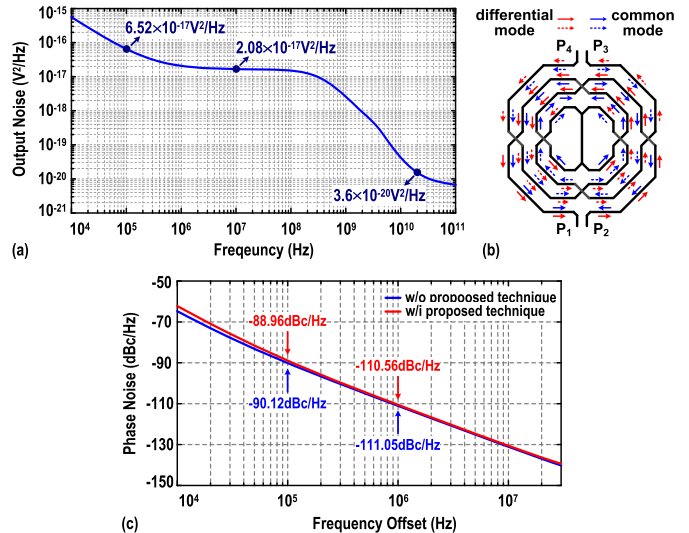 10⁻¹⁵
10⁻¹⁶
10⁻¹⁷
10⁻¹⁸
10⁻¹⁹
10⁻²⁰
10⁻²¹
Output Noise (V²/Hz)
6.52×10⁻¹⁷V²/Hz
2.08×10⁻¹⁷V²/Hz
3.6×10⁻²⁰V²/Hz
10⁴ 10⁵ 10⁶ 10⁷ 10⁸ 10⁹ 10¹⁰ 10¹¹
Freqeuncy (Hz)
(a)
differential mode
common mode
P₄ P₃
P₁ P₂
(b)
-50
-70
-90
-110
-130
-150
Phase Noise (dBc/Hz)
w/o propposed technique
w/i proposed technique
-88.96dBc/Hz
-110.56dBc/Hz
-90.12dBc/Hz
-111.05dBc/Hz
10⁴ 10⁵ 10⁶ 10⁷
Frequency Offset (Hz)
(c)